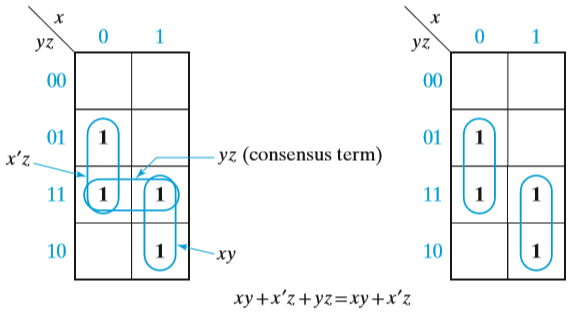 x x
yz 0 1 yz 0 1
00 00
01 1 01 1
x′z yz (consensus term)
11 1 1 11 1 1
10 1 10 1
xy
xy+x′z+yz=xy+x′z